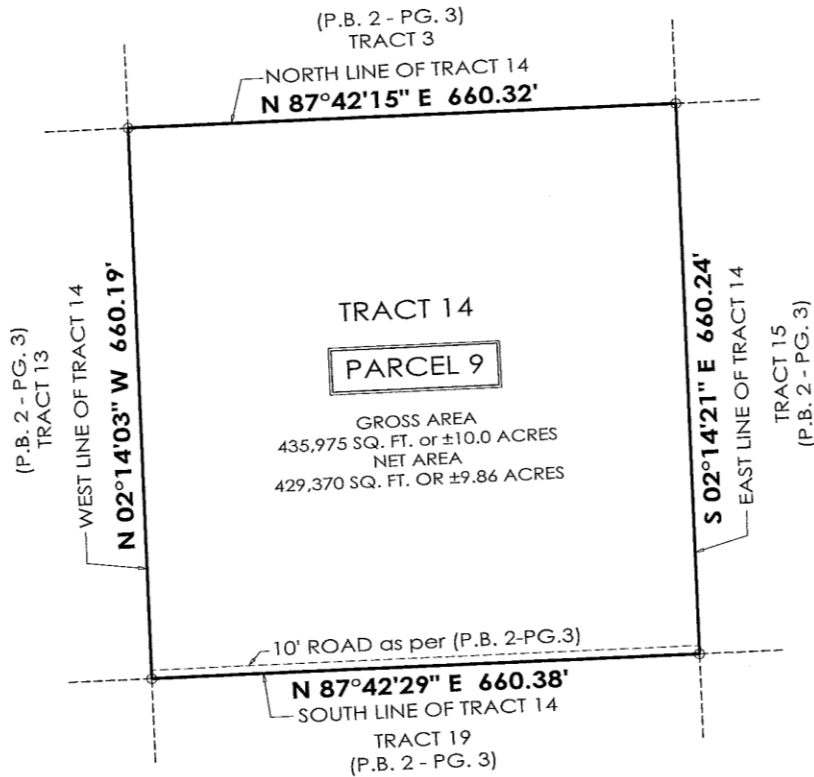 (P.B. 2 - PG. 3)
TRACT 3
NORTH LINE OF TRACT 14
N 87°42'15" E 660.32'
(P.B. 2 - PG. 3)
TRACT 13
WEST LINE OF TRACT 14
N 02°14'03" W 660.19'
TRACT 14
PARCEL 9
GROSS AREA
435,975 SQ. FT. or ±10.0 ACRES
NET AREA
429,370 SQ. FT. OR ±9.86 ACRES
S 02°14'21" E 660.24'
EAST LINE OF TRACT 14
TRACT 15
(P.B. 2 - PG. 3)
10' ROAD as per (P.B. 2-PG.3)
N 87°42'29" E 660.38'
SOUTH LINE OF TRACT 14
TRACT 19
(P.B. 2 - PG. 3)